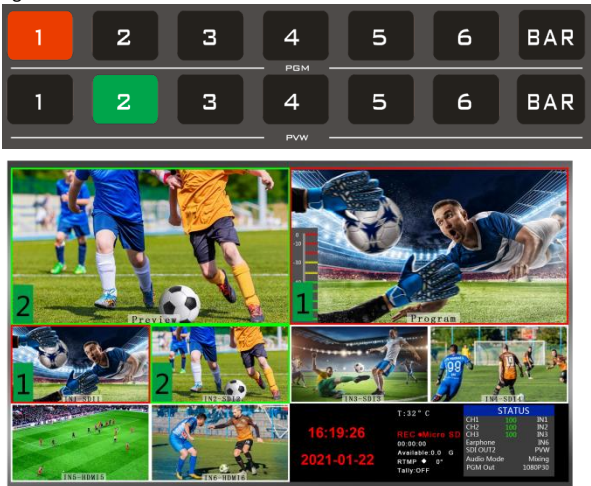 1 2 3 4 5 6 BAR
PGM
1 2 3 4 5 6 BAR
PVW
2
Preview
0
1
Program
1
IN1-SDI1
2
IN2-SDI2
IN3-SDI3
IN4-SDI4
IN5-HDMI5
IN6-HDMI6
16:19:26
2021-01-22
T:32° C
REC Micro SD
00:00:00
Available:0.0 G
RTMP ◆ 0"
Tally:OFF
STATUS
CH1 100 IN1
CH2 100 IN2
CH3 100 IN3
Earphone IN6
SDI OUT2 PVW
Audio Mode Mixing
PGM Out 1080P30